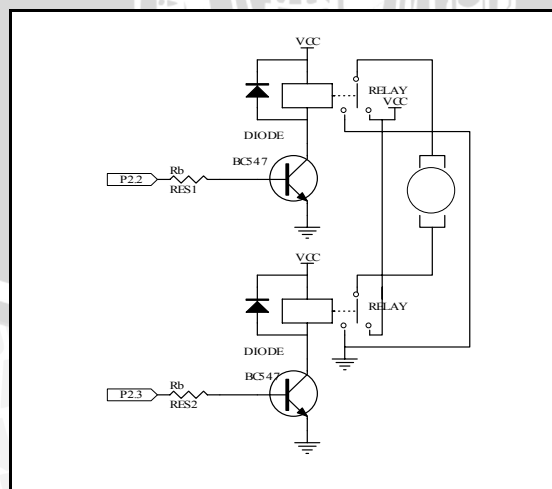 VCC
RELAY
VCC
DIODE
BC547
P2.2
Rb
RES1
VCC
RELAY
DIODE
BC547
P2.3
Rb
RES2